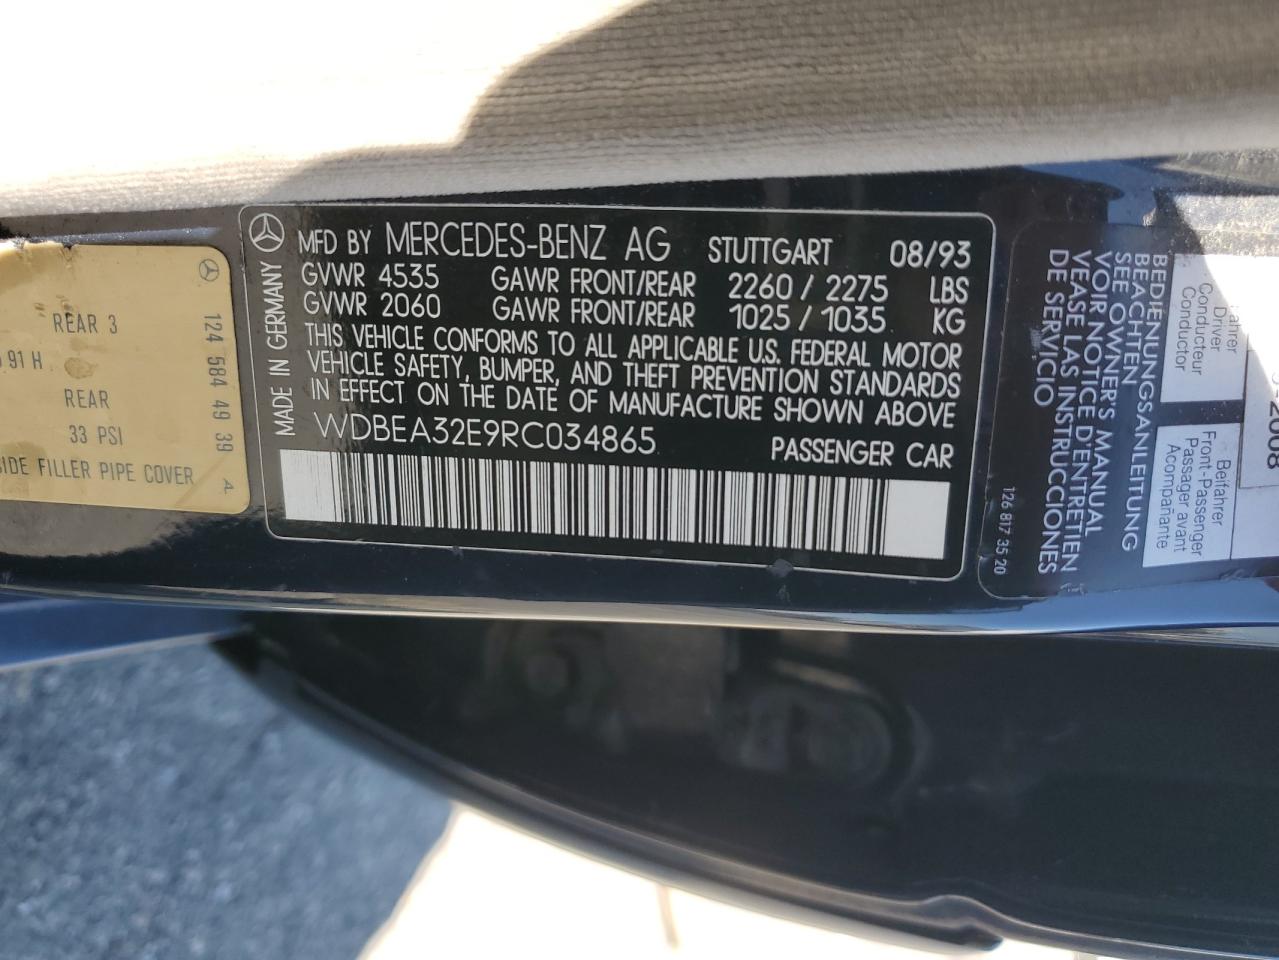 REAR 3
91 H
REAR
33 PSI
SIDE FILLER PIPE COVER
124 584 49 39 A
MADE IN GERMANY
MFD BY MERCEDES-BENZ AG STUTTGART 08/93
GVWR 4535 GAWR FRONT/REAR 2260 / 2275 LBS
GVWR 2060 GAWR FRONT/REAR 1025 / 1035 KG
THIS VEHICLE CONFORMS TO ALL APPLICABLE U.S. FEDERAL MOTOR
VEHICLE SAFETY, BUMPER, AND THEFT PREVENTION STANDARDS
IN EFFECT ON THE DATE OF MANUFACTURE SHOWN ABOVE
WDBEA32E9RC034865 PASSENGER CAR
BEDIENUNGSANLEITUNG
BEACHTEN
SEE OWNER'S MANUAL
VOIR NOTICE D'ENTRETIEN
VEASE LAS INSTRUCCIONES
DE SERVICIO
126 817 35 20
Fahrer
Driver
Conducteur
Conductor
Beifahrer
Front-Passenger
Passager avant
Acompañante